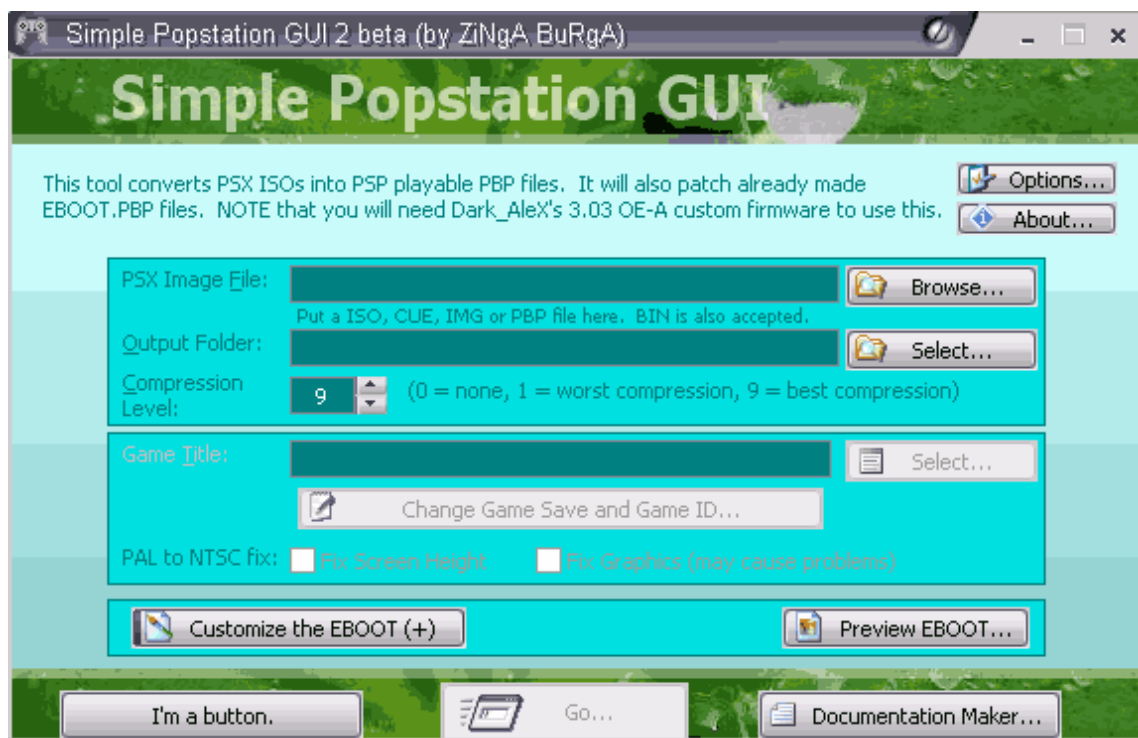 Simple Popstation GUI 2 beta (by ZiNgA BuRgA)
Simple Popstation GUI
This tool converts PSX ISOs into PSP playable PBP files. It will also patch already made
EBOOT.PBP files. NOTE that you will need Dark_AleX's 3.03 OE-A custom firmware to use this.
Options...
About...
PSX Image File:
Browse...
Put a ISO, CUE, IMG or PBP file here. BIN is also accepted.
Output Folder:
Select...
Compression
Level:
9
(0 = none, 1 = worst compression, 9 = best compression)
Game Title:
Select...
Change Game Save and Game ID...
PAL to NTSC fix:
Fix Screen Height
Fix Graphics (may cause problems)
Customize the EBOOT (+)
Preview EBOOT...
I'm a button.
Go...
Documentation Maker...